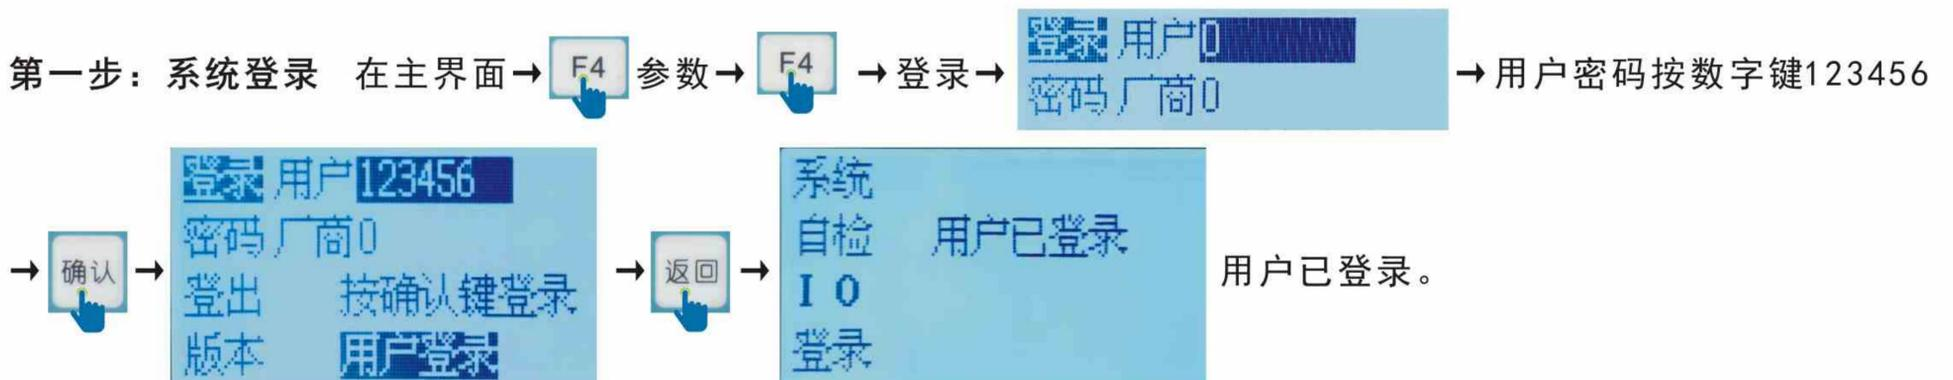 第一步：系统登录 在主界面→ F4 参数→ F4 →登录→
登录 用户0
密码 厂商0
→用户密码按数字键123456
→ 确认 →
登录 用户123456
密码 厂商0
登出 按确认键登录
版本 用户登录
→ 返回 →
系统
自检 用户已登录
I O
登录
用户已登录。